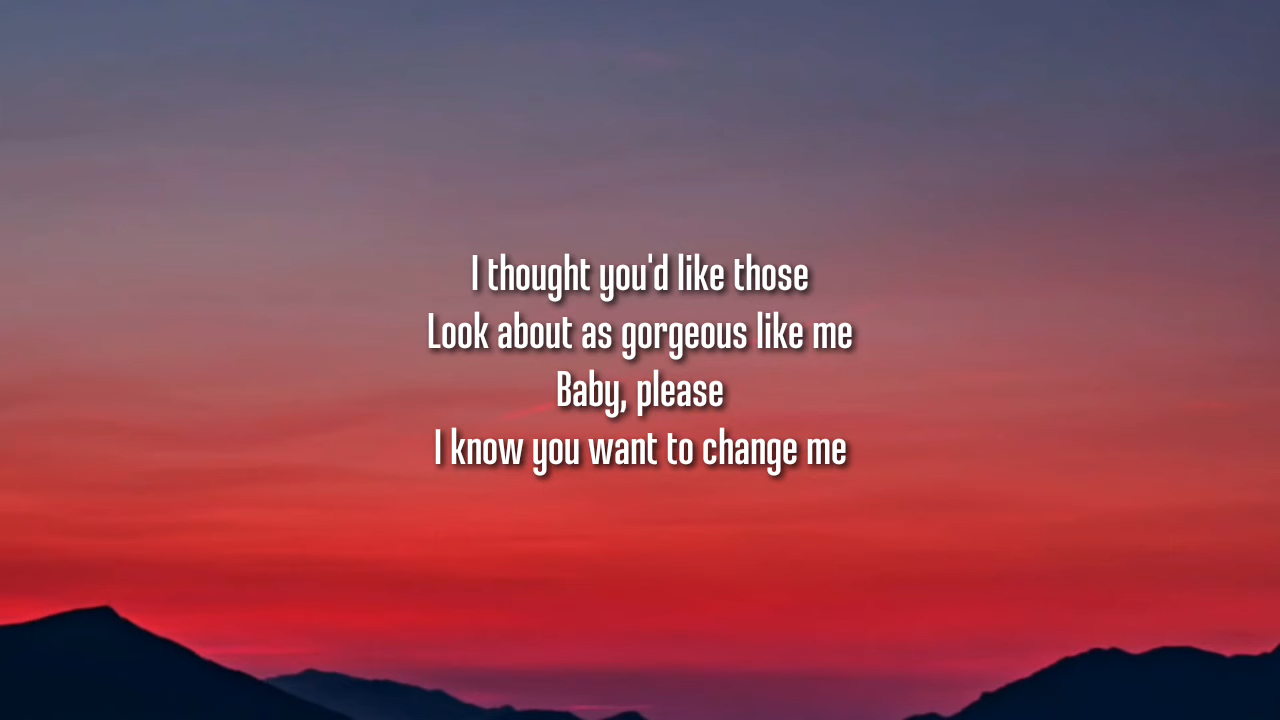 I thought you'd like those
Look about as gorgeous like me
Baby, please
I know you want to change me